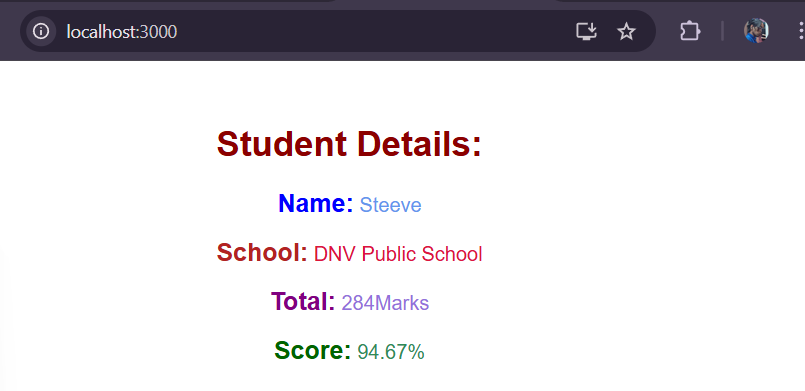 localhost:3000
Student Details:
Name: Steeve
School: DNV Public School
Total: 284Marks
Score: 94.67%